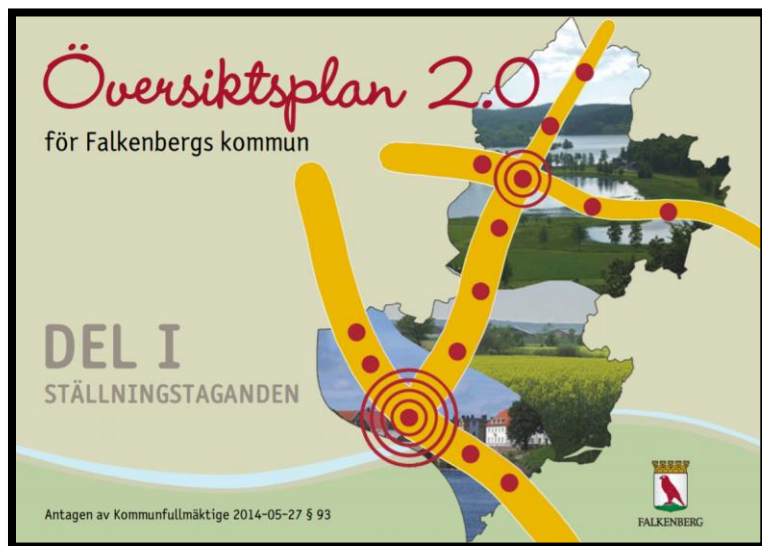 Översiktsplan 2.0
för Falkenbergs kommun
DEL I
STÄLLNINGSTAGANDEN
Antagen av Kommunfullmäktige 2014-05-27 § 93
FALKENBERG